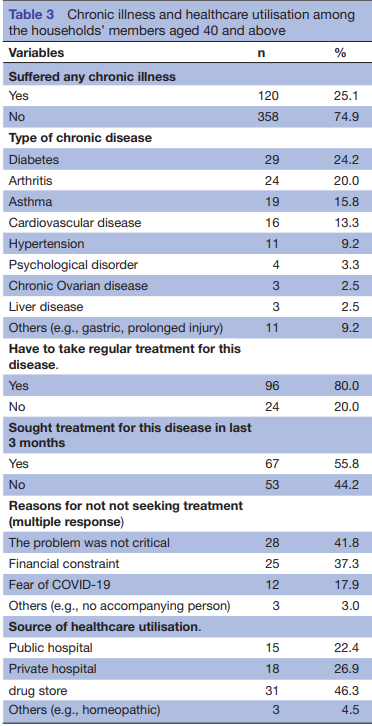 Table 3 Chronic illness and healthcare utilisation among
the households' members aged 40 and above
Variables n %
Suffered any chronic illness
Yes 120 25.1
No 358 74.9
Type of chronic disease
Diabetes 29 24.2
Arthritis 24 20.0
Asthma 19 15.8
Cardiovascular disease 16 13.3
Hypertension 11 9.2
Psychological disorder 4 3.3
Chronic Ovarian disease 3 2.5
Liver disease 3 2.5
Others (e.g., gastric, prolonged injury) 11 9.2
Have to take regular treatment for this
disease.
Yes 96 80.0
No 24 20.0
Sought treatment for this disease in last
3 months
Yes 67 55.8
No 53 44.2
Reasons for not not seeking treatment
(multiple response)
The problem was not critical 28 41.8
Financial constraint 25 37.3
Fear of COVID-19 12 17.9
Others (e.g., no accompanying person) 3 3.0
Source of healthcare utilisation.
Public hospital 15 22.4
Private hospital 18 26.9
drug store 31 46.3
Others (e.g., homeopathic) 3 4.5